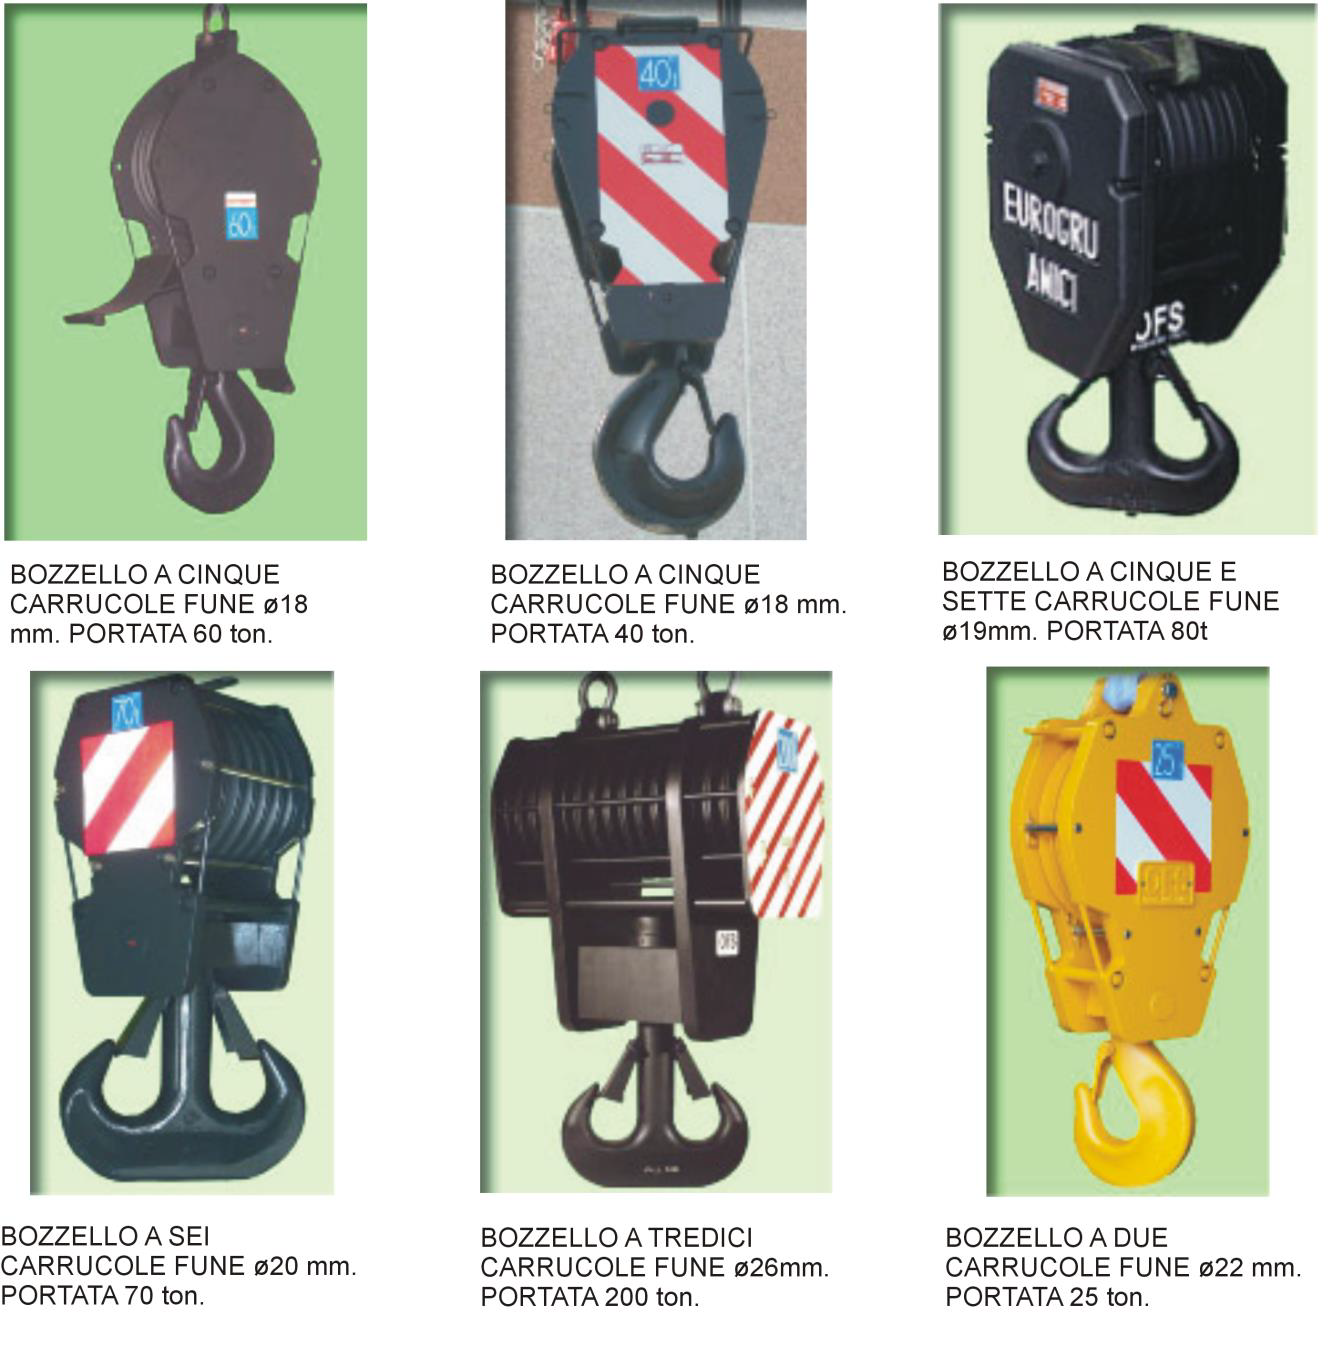 60t
40t
EUROGRU
AMICI
OFS
BOZZELLO A CINQUE
CARRUCOLE FUNE ø18
mm. PORTATA 60 ton.
BOZZELLO A CINQUE
CARRUCOLE FUNE ø18 mm.
PORTATA 40 ton.
BOZZELLO A CINQUE E
SETTE CARRUCOLE FUNE
ø19mm. PORTATA 80t
70t
200
OFS
25t
OFS
BOZZELLO A SEI
CARRUCOLE FUNE ø20 mm.
PORTATA 70 ton.
BOZZELLO A TREDICI
CARRUCOLE FUNE ø26mm.
PORTATA 200 ton.
BOZZELLO A DUE
CARRUCOLE FUNE ø22 mm.
PORTATA 25 ton.